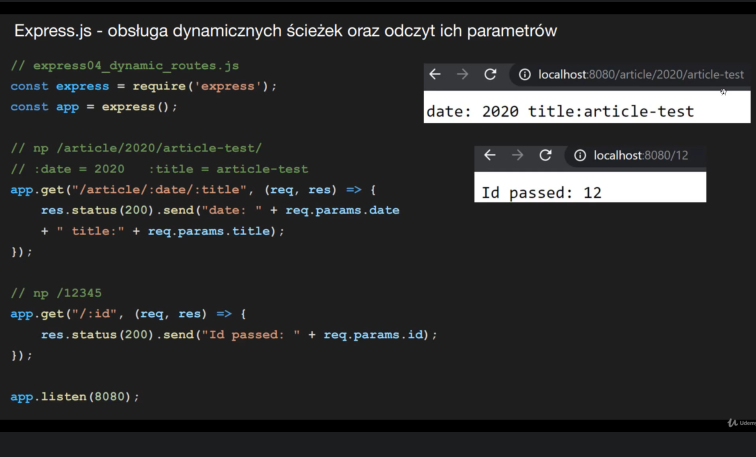 Express.js - obsługa dynamicznych ścieżek oraz odczyt ich parametrów
// express04_dynamic_routes.js
const express = require('express');
const app = express();
// np /article/2020/article-test/
// :date = 2020   :title = article-test
app.get("/article/:date/:title", (req, res) => {
    res.status(200).send("date: " + req.params.date
    + " title:" + req.params.title);
});
// np /12345
app.get("/:id", (req, res) => {
    res.status(200).send("Id passed: " + req.params.id);
});
app.listen(8080);
localhost:8080/article/2020/article-test
date: 2020 title:article-test
localhost:8080/12
Id passed: 12
Udemy